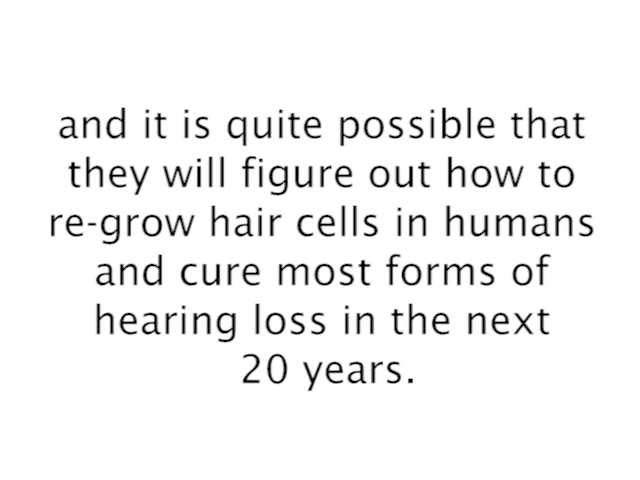 and it is quite possible that
they will figure out how to
re-grow hair cells in humans
and cure most forms of
hearing loss in the next
20 years.